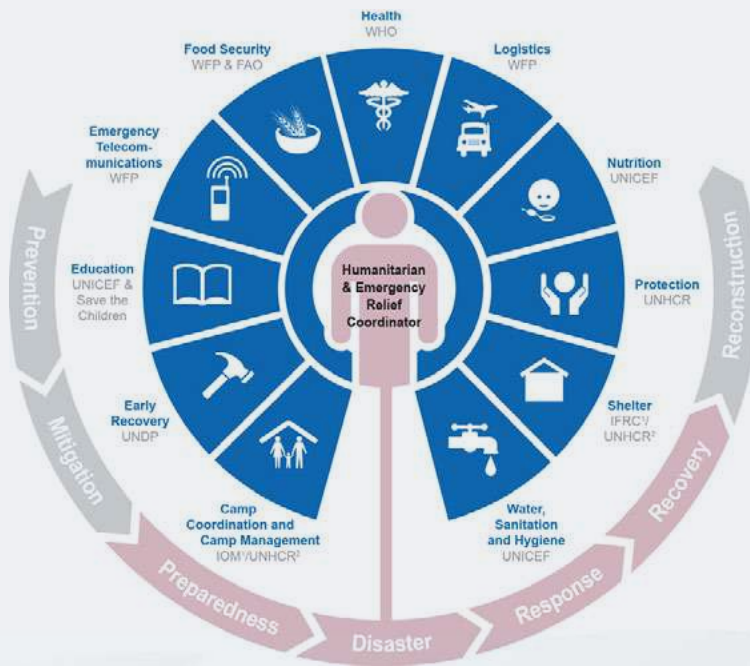 Health
WHO
Logistics
WFP
Nutrition
UNICEF
Protection
UNHCR
Shelter
IFRC¹/
UNHCR²
Water,
Sanitation
and Hygiene
UNICEF
Camp
Coordination and
Camp Management
IOM¹/UNHCR²
Early
Recovery
UNDP
Education
UNICEF &
Save the
Children
Emergency
Telecom-
munications
WFP
Food Security
WFP & FAO
Humanitarian
& Emergency
Relief
Coordinator
Prevention
Mitigation
Preparedness
Disaster
Response
Recovery
Reconstruction